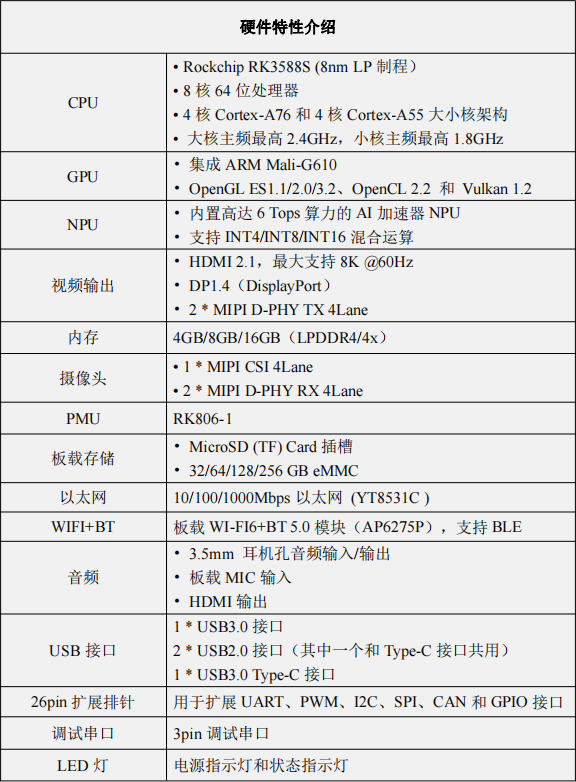 硬件特性介绍
CPU
• Rockchip RK3588S (8nm LP 制程）
• 8 核 64 位处理器
• 4 核 Cortex-A76 和 4 核 Cortex-A55 大小核架构
• 大核主频最高 2.4GHz，小核主频最高 1.8GHz
GPU
• 集成 ARM Mali-G610
• OpenGL ES1.1/2.0/3.2、OpenCL 2.2 和 Vulkan 1.2
NPU
• 内置高达 6 Tops 算力的 AI 加速器 NPU
• 支持 INT4/INT8/INT16 混合运算
视频输出
• HDMI 2.1，最大支持 8K @60Hz
• DP1.4（DisplayPort）
• 2 * MIPI D-PHY TX 4Lane
内存
4GB/8GB/16GB（LPDDR4/4x）
摄像头
• 1 * MIPI CSI 4Lane
• 2 * MIPI D-PHY RX 4Lane
PMU
RK806-1
板载存储
• MicroSD (TF) Card 插槽
• 32/64/128/256 GB eMMC
以太网
10/100/1000Mbps 以太网 (YT8531C )
WIFI+BT
板载 WI-FI6+BT 5.0 模块（AP6275P），支持 BLE
音频
• 3.5mm 耳机孔音频输入/输出
• 板载 MIC 输入
• HDMI 输出
USB 接口
1 * USB3.0 接口
2 * USB2.0 接口（其中一个和 Type-C 接口共用）
1 * USB3.0 Type-C 接口
26pin 扩展排针
用于扩展 UART、PWM、I2C、SPI、CAN 和 GPIO 接口
调试串口
3pin 调试串口
LED 灯
电源指示灯和状态指示灯